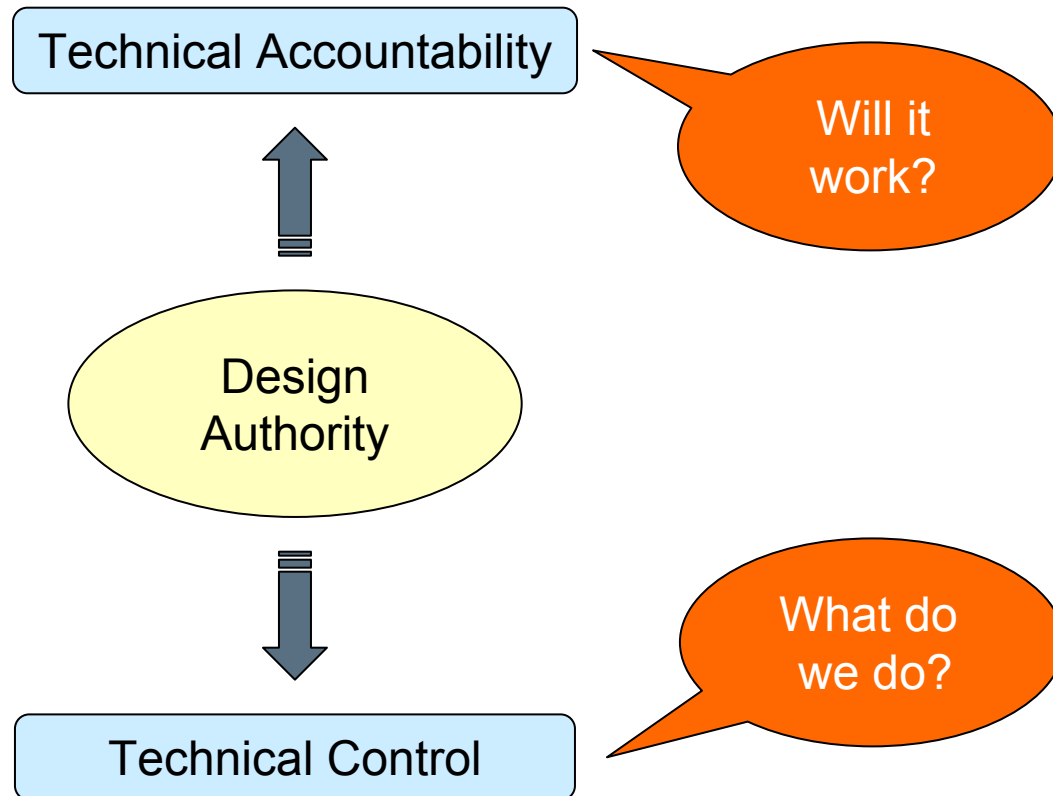 Technical Accountability
Will it
work?
Design
Authority
What do
we do?
Technical Control